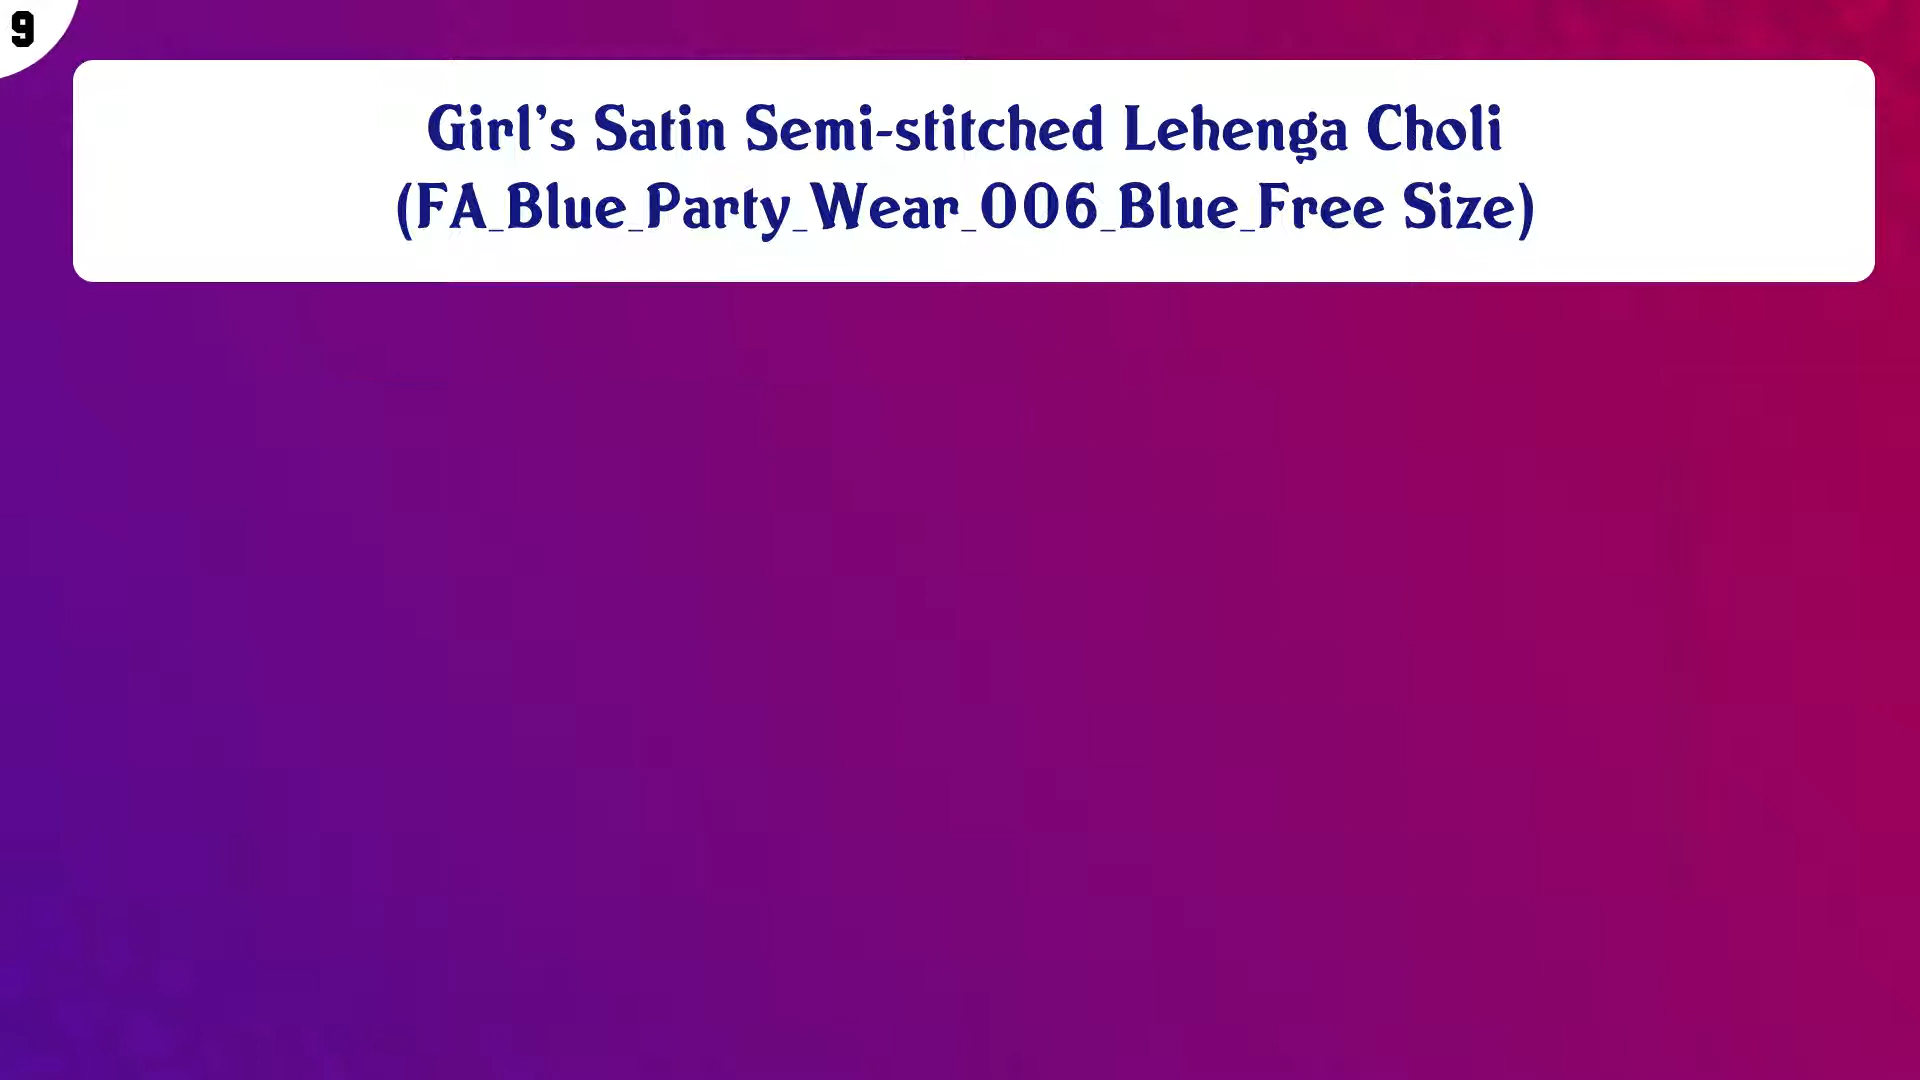 9
Girl's Satin Semi-stitched Lehenga Choli
(FA_Blue_Party_Wear_006_Blue_Free Size)